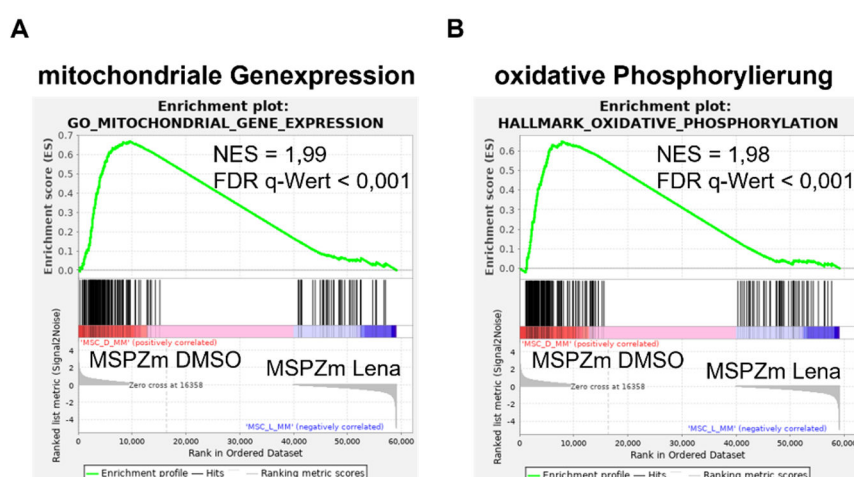 A
mitochondriale Genexpression
Enrichment plot:
GO_MITOCHONDRIAL_GENE_EXPRESSION
NES = 1,99
FDR q-Wert < 0,001
Enrichment score (ES)
0.7
0.6
0.5
0.4
0.3
0.2
0.1
0.0
'MSC_D_MM' (positively correlated)
MSPZm DMSO
MSPZm Lena
Zero cross at 16358
'MSC_L_MM' (negatively correlated)
Ranked list metric (Signal2Noise)
4
2
0
-2
-4
0 10,000 20,000 30,000 40,000 50,000 60,000
Rank in Ordered Dataset
Enrichment profile Hits Ranking metric scores
B
oxidative Phosphorylierung
Enrichment plot:
HALLMARK_OXIDATIVE_PHOSPHORYLATION
NES = 1,98
FDR q-Wert < 0,001
Enrichment score (ES)
0.6
0.5
0.4
0.3
0.2
0.1
0.0
'MSC_D_MM' (positively correlated)
MSPZm DMSO
MSPZm Lena
Zero cross at 16358
'MSC_L_MM' (negatively correlated)
Ranked list metric (Signal2Noise)
4
2
0
-2
-4
0 10,000 20,000 30,000 40,000 50,000 60,000
Rank in Ordered Dataset
Enrichment profile Hits Ranking metric scores